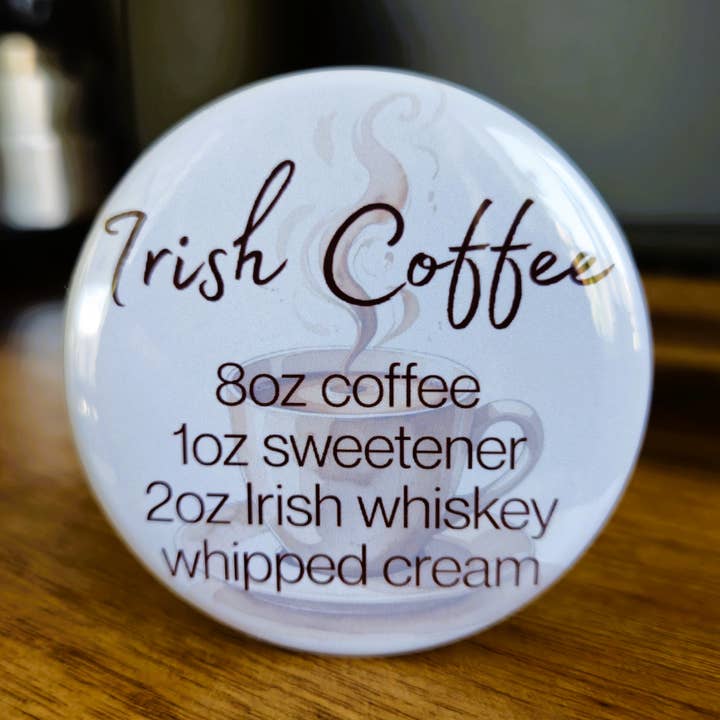 Irish Coffee
8oz coffee
1oz sweetener
2oz Irish whiskey
whipped cream